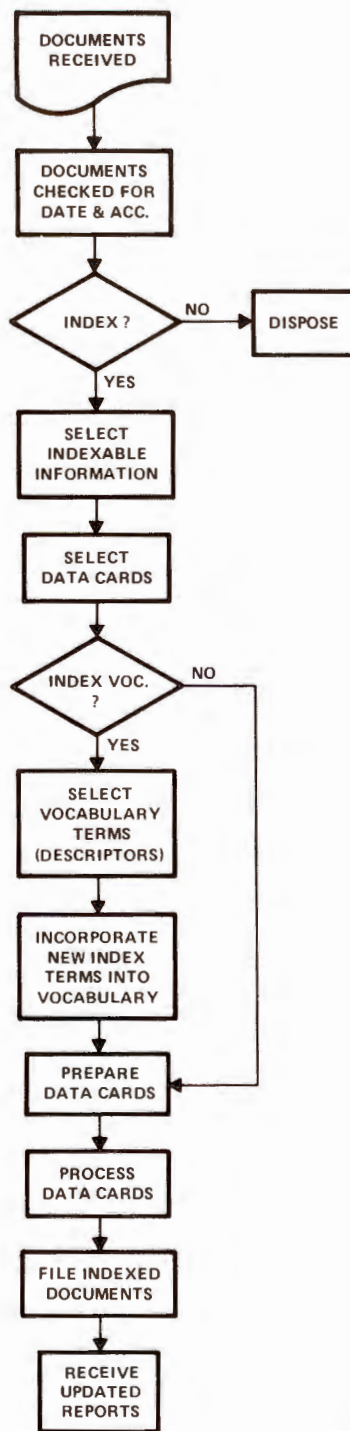 DOCUMENTS
RECEIVED
DOCUMENTS
CHECKED FOR
DATE & ACC.
INDEX ?
NO
DISPOSE
YES
SELECT
INDEXABLE
INFORMATION
SELECT
DATA CARDS
INDEX VOC.
?
NO
YES
SELECT
VOCABULARY
TERMS
(DESCRIPTORS)
INCORPORATE
NEW INDEX
TERMS INTO
VOCABULARY
PREPARE
DATA CARDS
PROCESS
DATA CARDS
FILE INDEXED
DOCUMENTS
RECEIVE
UPDATED
REPORTS